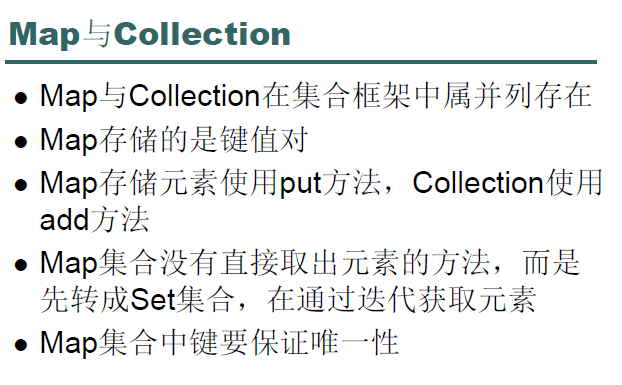 Map与Collection
● Map与Collection在集合框架中属并列存在
● Map存储的是键值对
● Map存储元素使用put方法，Collection使用
add方法
● Map集合没有直接取出元素的方法，而是
先转成Set集合，在通过迭代获取元素
● Map集合中键要保证唯一性